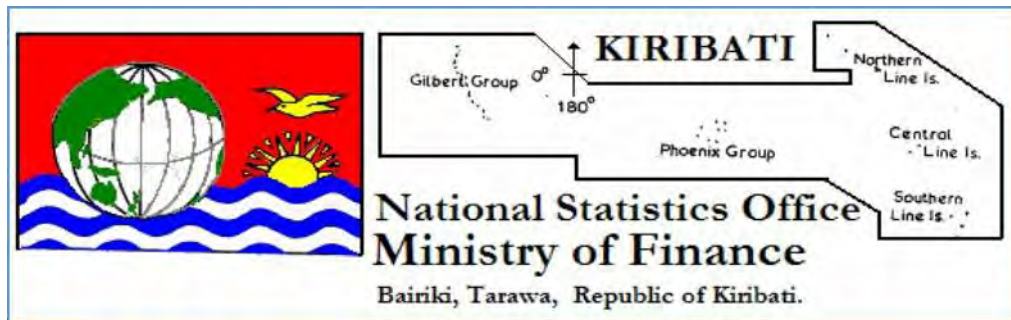 KIRIBATI
Northern
Line Is.
Gilbert Group
0°
180°
Central
Line Is.
Phoenix Group
Southern
Line Is.
National Statistics Office
Ministry of Finance
Bairiki, Tarawa, Republic of Kiribati.